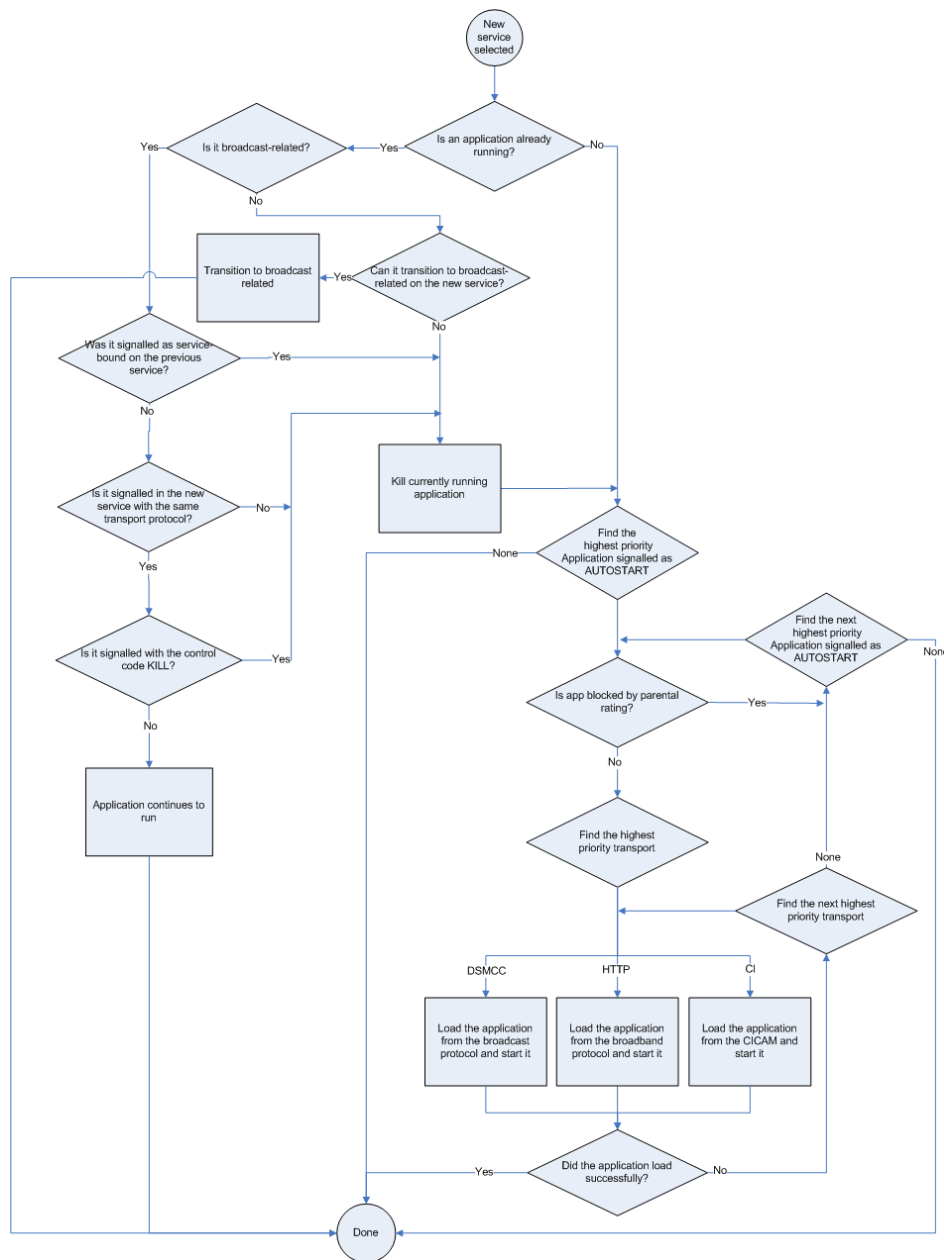 New
service
selected
Is an application already
running?
Yes
No
Is it broadcast-related?
Yes
No
Can it transition to broadcast-
related on the new service?
Yes
No
Transition to broadcast
related
Was it signalled as service-
bound on the previous
service?
Yes
No
Is it signalled in the new
service with the same
transport protocol?
No
Yes
Kill currently running
application
Find the
highest priority
Application signalled as
AUTOSTART
None
Is it signalled with the control
code KILL?
Yes
No
Find the next
highest priority
Application signalled as
AUTOSTART
None
Is app blocked by parental
rating?
Yes
No
Application continues to
run
Find the highest
priority transport
None
Find the next highest
priority transport
DSMCC
HTTP
CI
Load the application
from the broadcast
protocol and start it
Load the application
from the broadband
protocol and start it
Load the application
from the CICAM and
start it
Did the application load
successfully?
Yes
No
Done